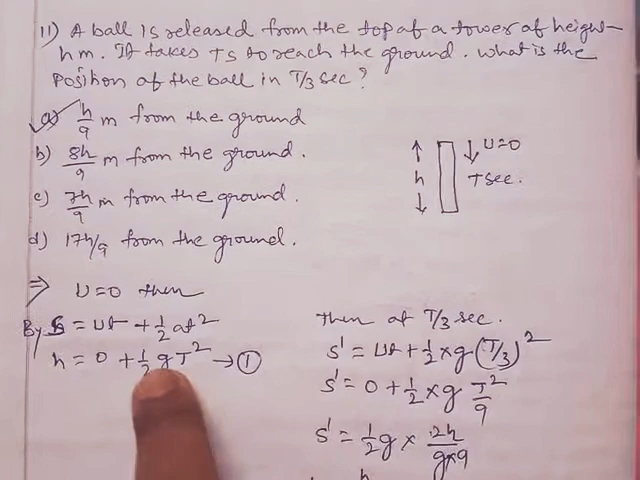 11) A ball is released from the top of a tower of height
h m. It takes T s to reach the ground. what is the
position of the ball in T/3 sec?
a) h/9 m from the ground
b) 8h/9 m from the ground.
c) 7h/9 m from the ground.
d) 17h/9 from the ground.
↑ ↓ U=0
h T sec.
↓
⇒ U=0 then
By S = ut + 1/2 at²
h = 0 + 1/2 gT² → ①
then at T/3 sec.
S' = ut + 1/2 × g (T/3)²
S' = 0 + 1/2 × g T²/9
S' = 1/2 g × 2h/g×9